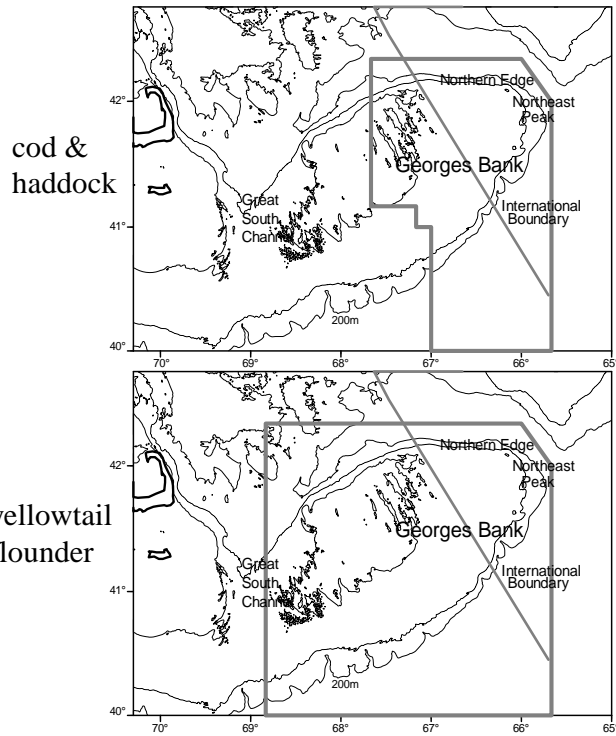 cod &
haddock
42°
41°
40°
Northern Edge
Northeast
Peak
Georges Bank
Great
South
Channel
International
Boundary
200m
70°
69°
68°
67°
66°
65
yellowtail
flounder
42°
41°
40°
Northern Edge
Northeast
Peak
Georges Bank
Great
South
Channel
International
Boundary
200m
70°
69°
68°
67°
66°
65